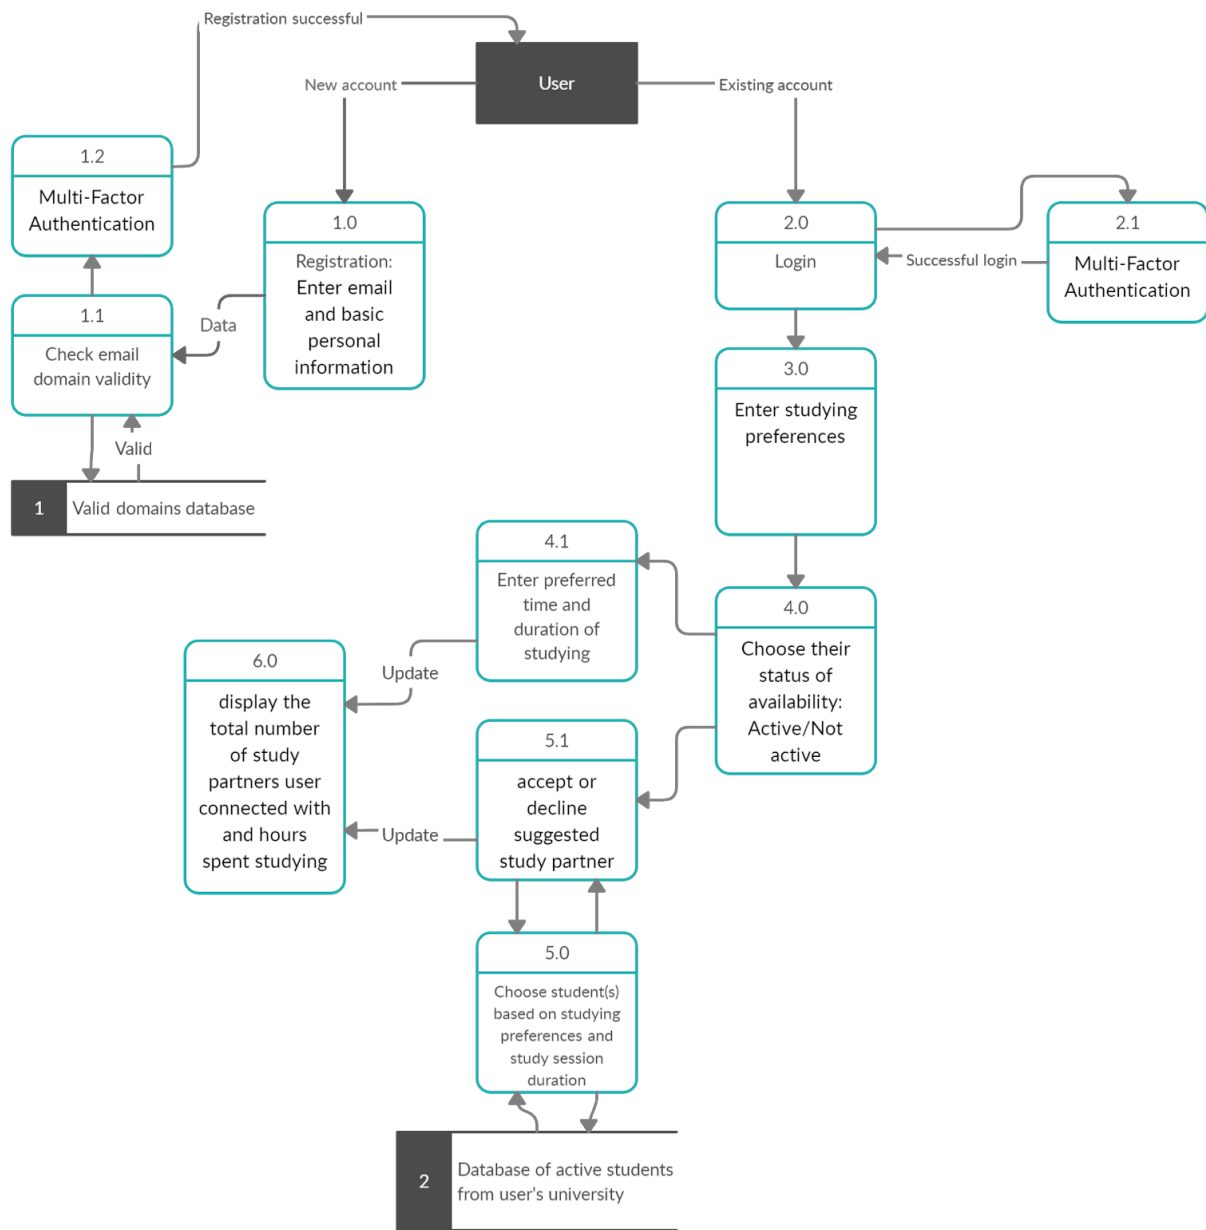 Registration successful
User
New account
Existing account
1.2
Multi-Factor
Authentication
1.0
Registration:
Enter email
and basic
personal
information
2.0
Login
Successful login
2.1
Multi-Factor
Authentication
1.1
Check email
domain validity
Data
Valid
1
Valid domains database
3.0
Enter studying
preferences
4.1
Enter preferred
time and
duration of
studying
4.0
Choose their
status of
availability:
Active/Not
active
6.0
display the
total number
of study
partners user
connected with
and hours
spent studying
Update
5.1
accept or
decline
suggested
study partner
Update
5.0
Choose student(s)
based on studying
preferences and
study session
duration
2
Database of active students
from user's university